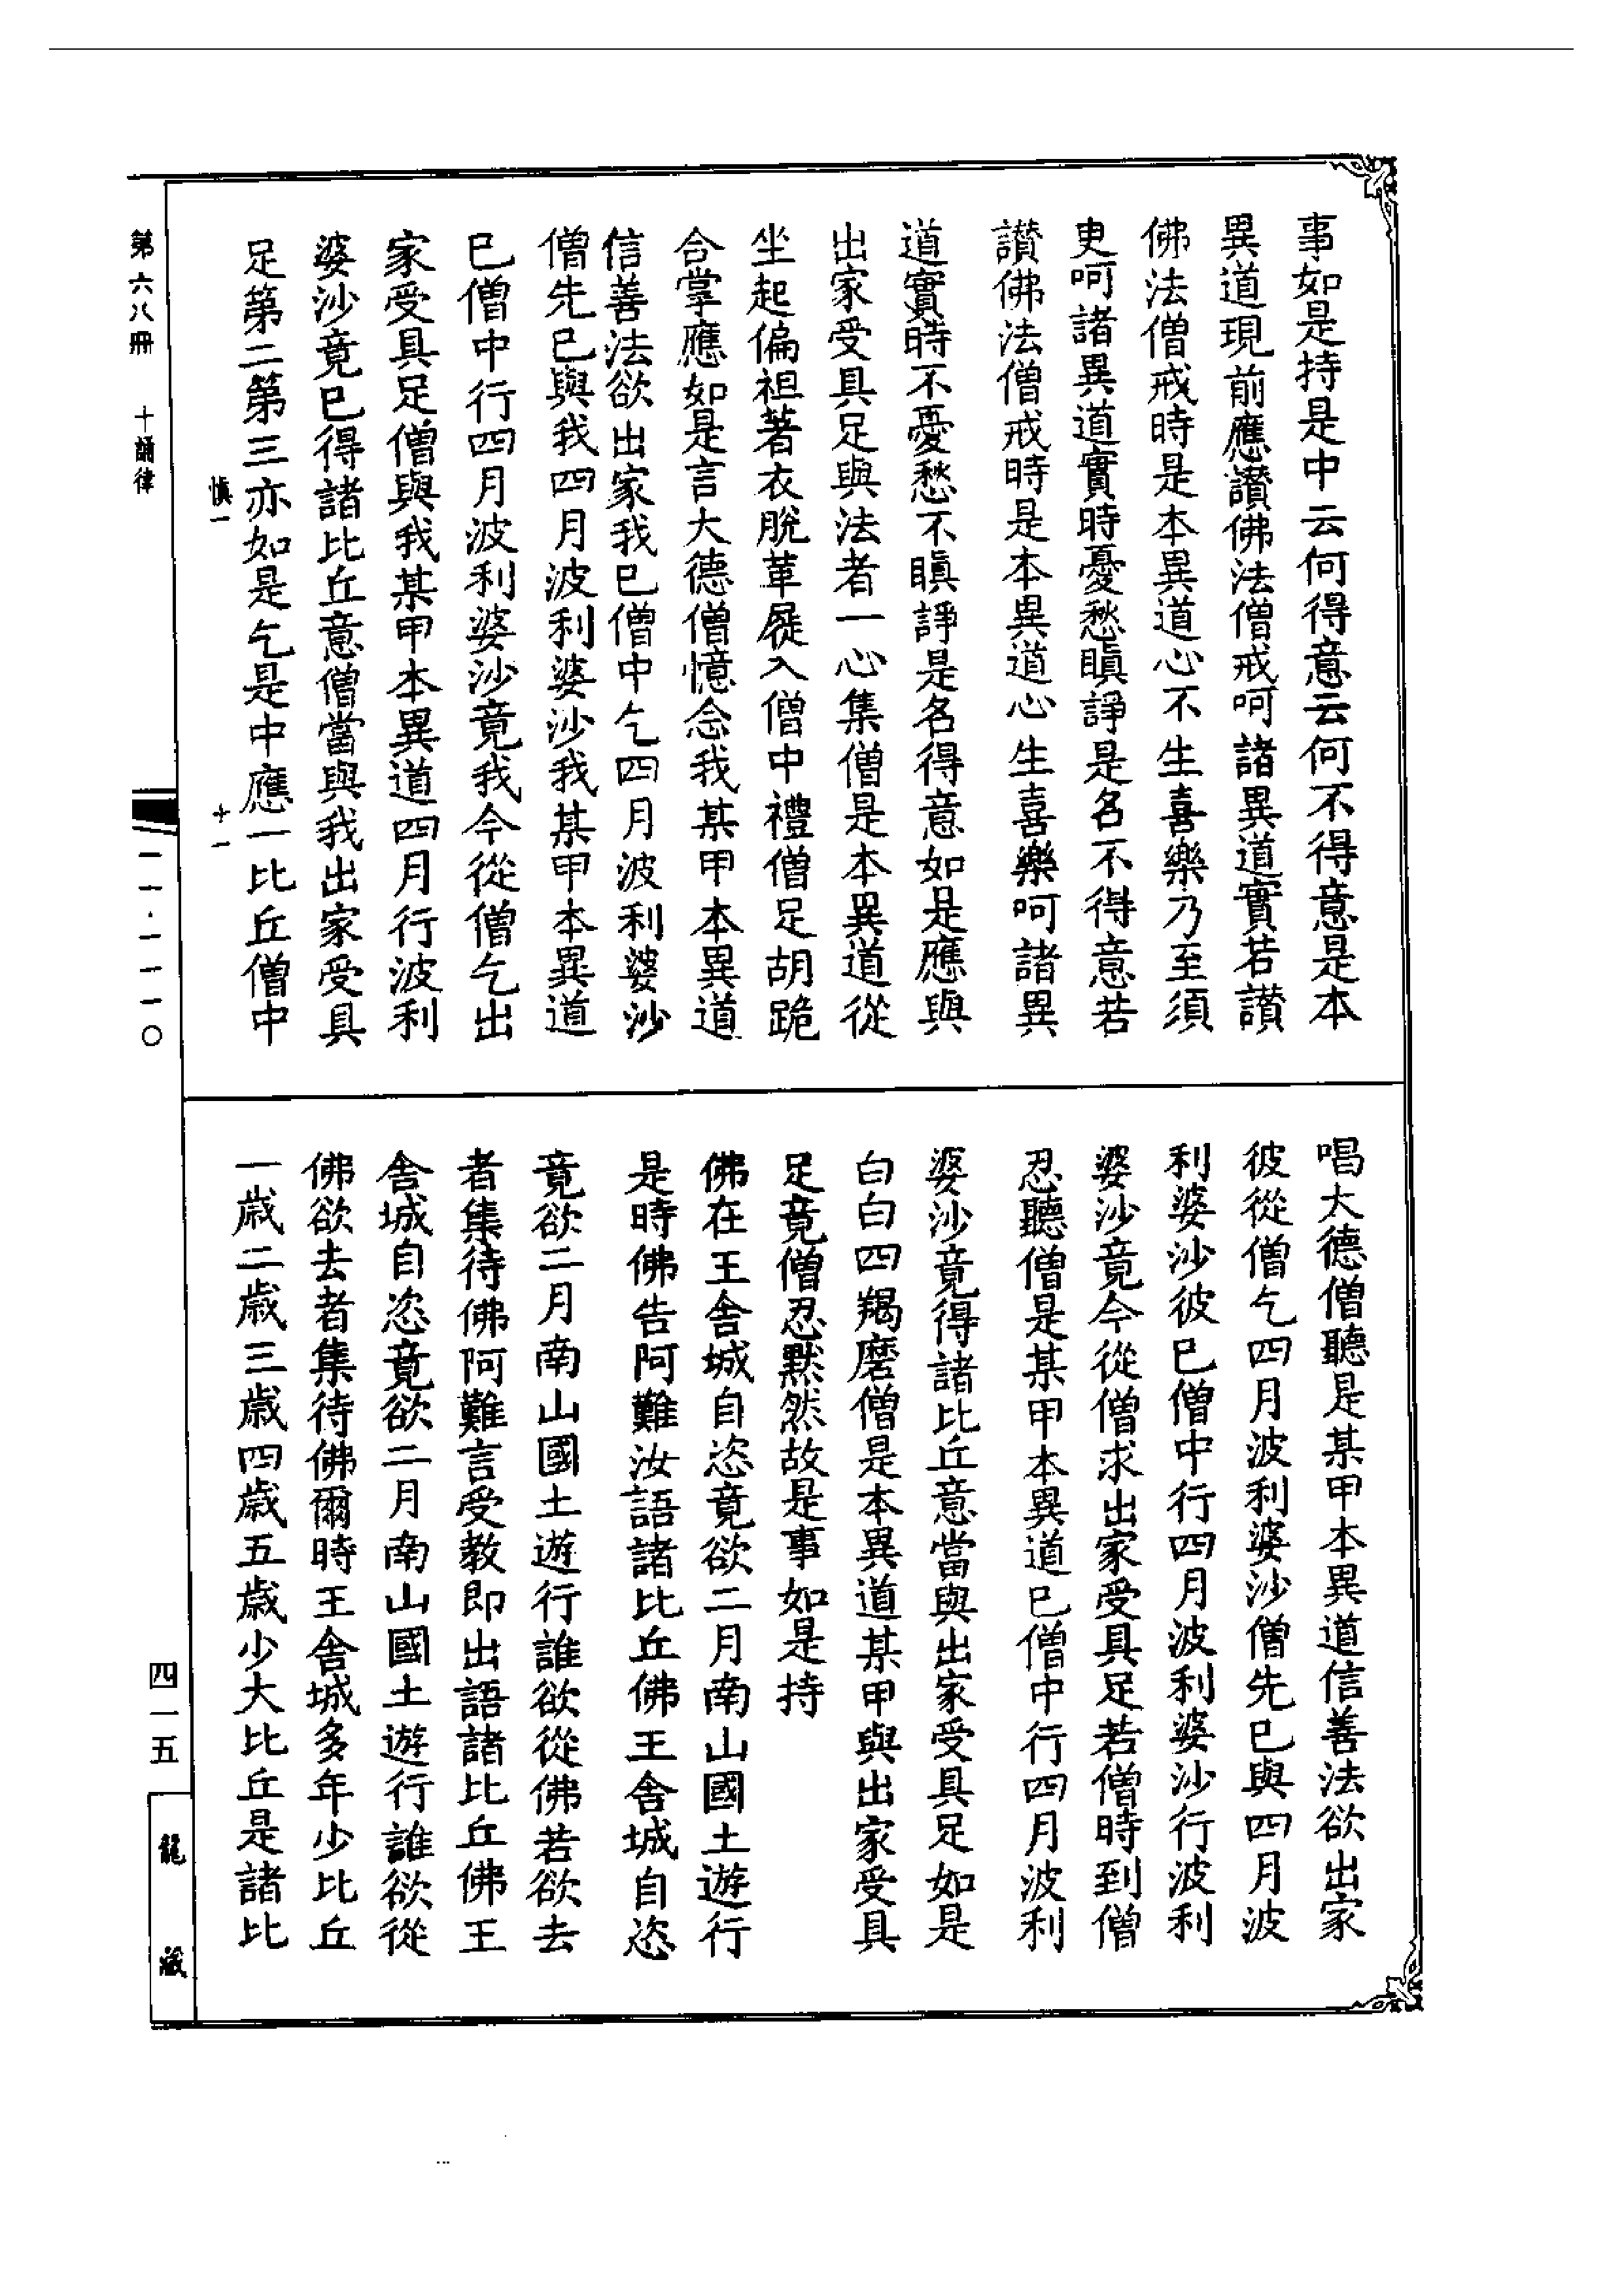 事如是持是中云何得意云何不得意是本
異道現前應讚佛法僧戒呵諸異道實若讚
佛法僧戒時是本異道心不生喜樂乃至須
史呵諸異道實時憂愁瞋諍是名不得意若
讚佛法僧戒時是本異道心生喜樂呵諸異
道實時不憂愁不瞋諍是名得意如是應與
出家受具足與法者一心集僧是本異道從
坐起偏袒著衣脫革屣入僧中禮僧足胡跪
合掌應如是言大德僧憶念我某甲本異道
信善法欲出家我已僧中乞四月波利婆沙
僧先已與我四月波利婆沙我某甲本異道
已僧中行四月波利婆沙竟我今從僧乞出
家受具足僧與我某甲本異道四月行波利
婆沙竟已得諸比丘意僧當與我出家受具
足第二第三亦如是乞是中應一比丘僧中
慎一
十一
唱大德僧聽是某甲本異道信善法欲出家
彼從僧乞四月波利婆沙僧先已與四月波
利婆沙彼已僧中行四月波利婆沙行波利
婆沙竟今從僧求出家受具足若僧時到僧
忍聽僧是某甲本異道已僧中行四月波利
婆沙竟得諸比丘意當與出家受具足如是
白白四羯磨僧是本異道某甲與出家受具
足竟僧忍默然故是事如是持
佛在王舍城自恣竟欲二月南山國土遊行
是時佛告阿難汝語諸比丘佛王舍城自恣
竟欲二月南山國土遊行誰欲從佛若欲去
者集待佛阿難言受教即出語諸比丘佛王
舍城自恣竟欲二月南山國土遊行誰欲從
佛欲去者集待佛爾時王舍城多年少比丘
一歲二歲三歲四歲五歲少大比丘是諸比
第六八冊 十誦律
一一·一一一〇
四一五
龍藏